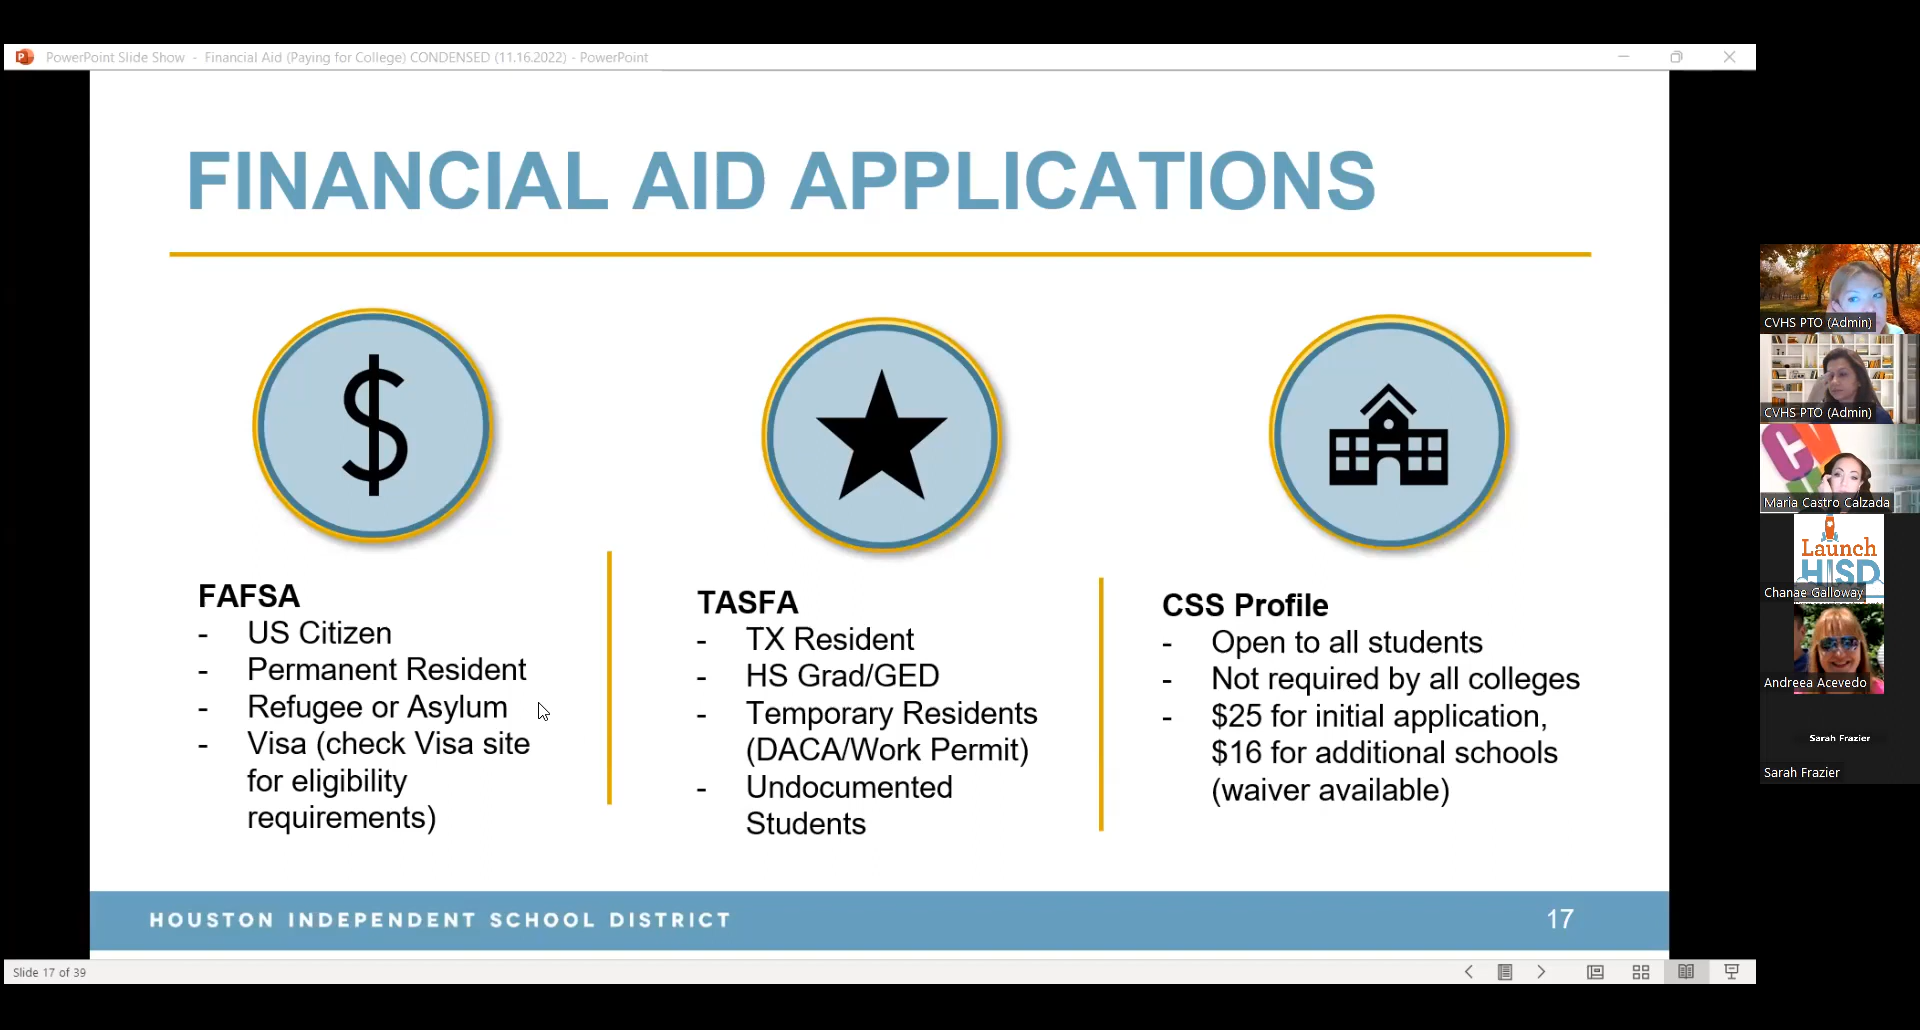 PowerPoint Slide Show - Financial Aid (Paying for College) CONDENSED (11.16.2022) - PowerPoint
FINANCIAL AID APPLICATIONS
$
FAFSA
- US Citizen
- Permanent Resident
- Refugee or Asylum
- Visa (check Visa site
for eligibility
requirements)
TASFA
- TX Resident
- HS Grad/GED
- Temporary Residents
(DACA/Work Permit)
- Undocumented
Students
CSS Profile
- Open to all students
- Not required by all colleges
- $25 for initial application,
$16 for additional schools
(waiver available)
HOUSTON INDEPENDENT SCHOOL DISTRICT
17
Slide 17 of 39
CVHS PTO (Admin)
CVHS PTO (Admin)
CV
Maria Castro Calzada
Launch
HISD
Chanae Galloway
Andreea Acevedo
Sarah Frazier
Sarah Frazier